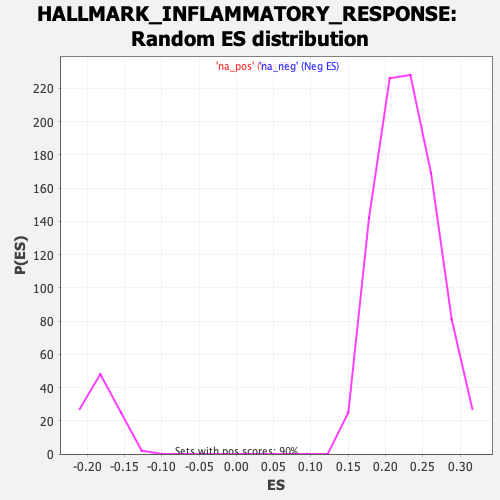 HALLMARK_INFLAMMATORY_RESPONSE:
Random ES distribution
'na_pos' ( 'na_neg' (Neg ES)
P(ES)
220
200
180
160
140
120
100
80
60
40
20
0
Sets with pos scores: 90%
-0.20 -0.15 -0.10 -0.05 0.00 0.05 0.10 0.15 0.20 0.25 0.30
ES